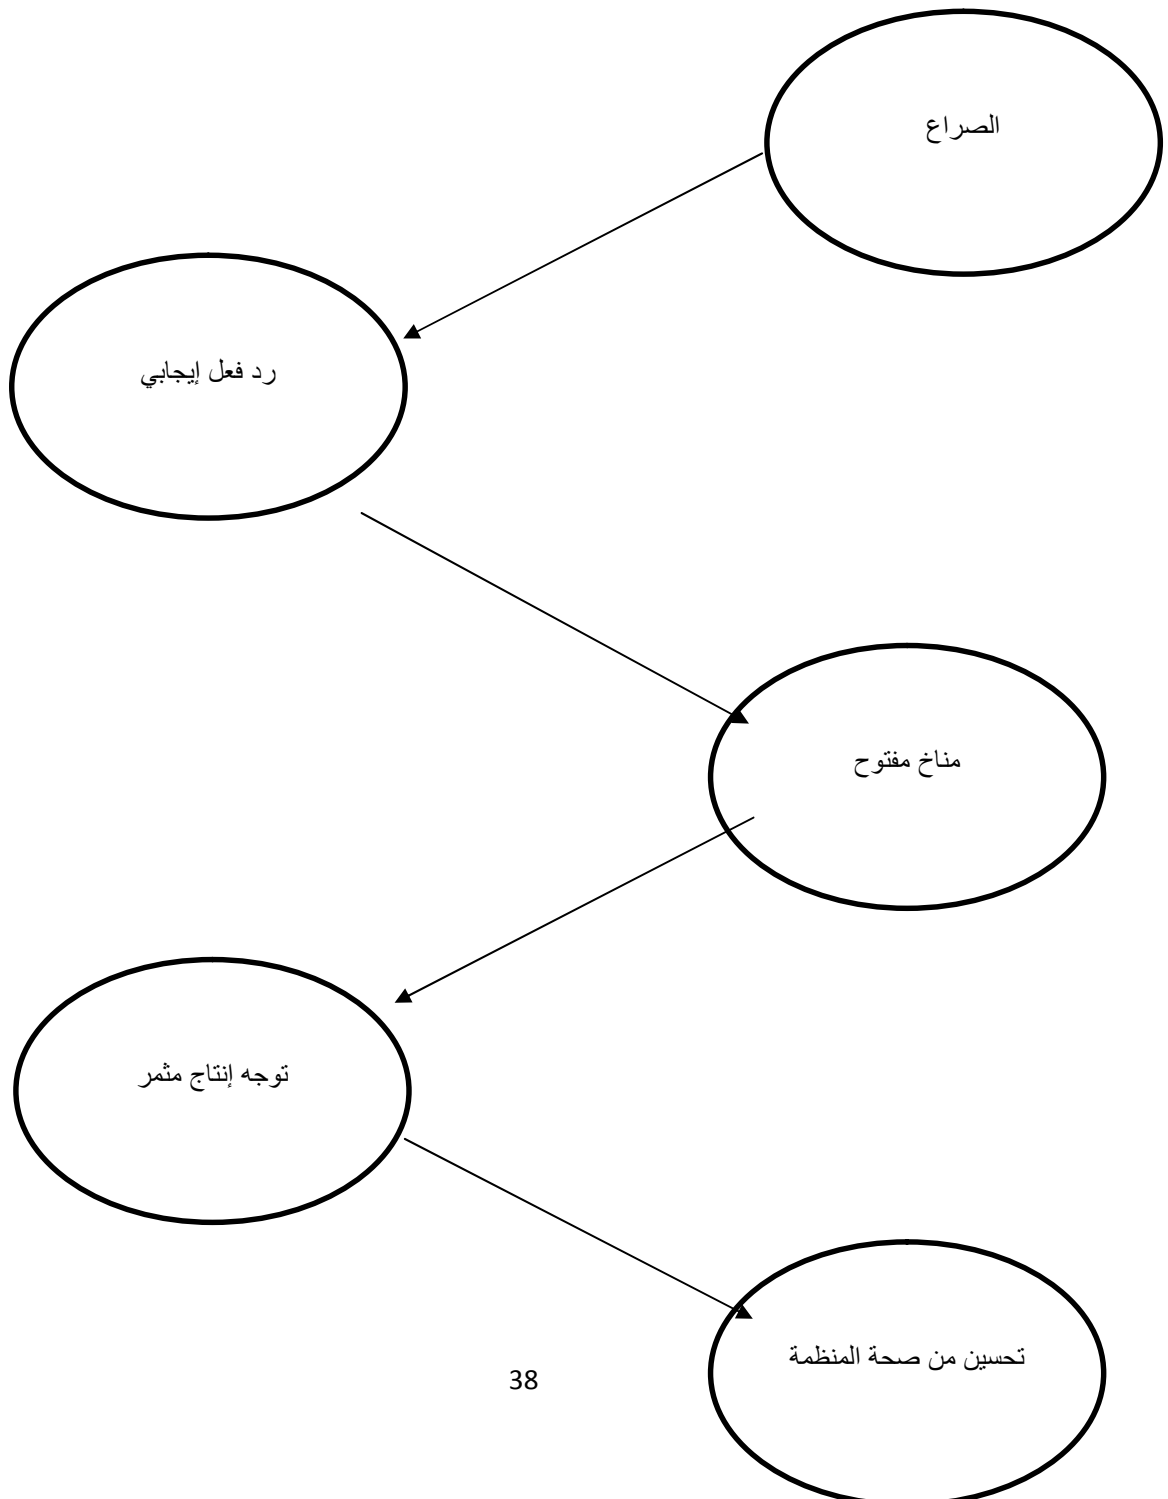 الصراع
رد فعل إيجابي
مناخ مفتوح
توجه إنتاج مثمر
تحسين من صحة المنظمة
38